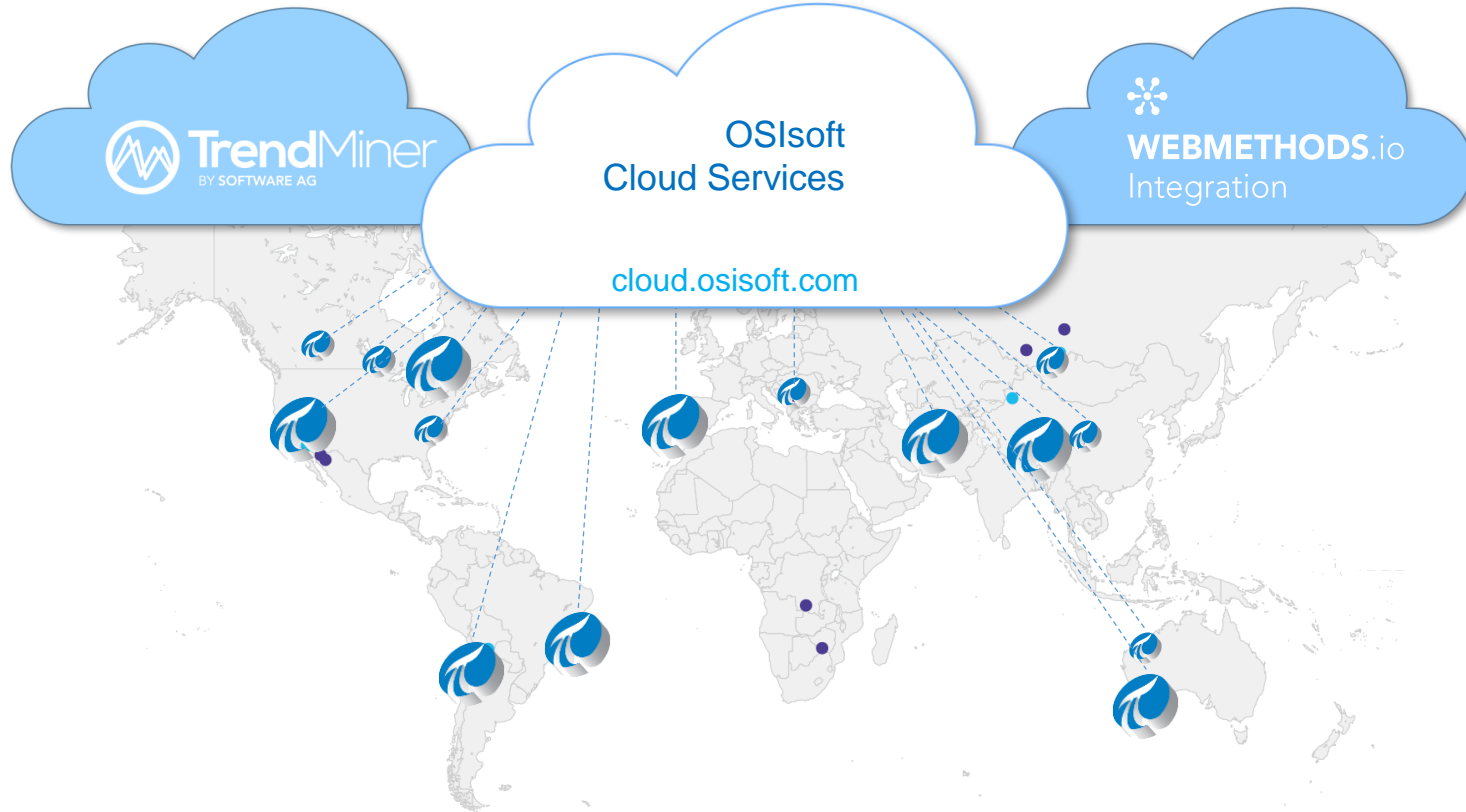 TrendMiner
BY SOFTWARE AG
OSIsoft
Cloud Services
cloud.osisoft.com
WEBMETHODS.io
Integration